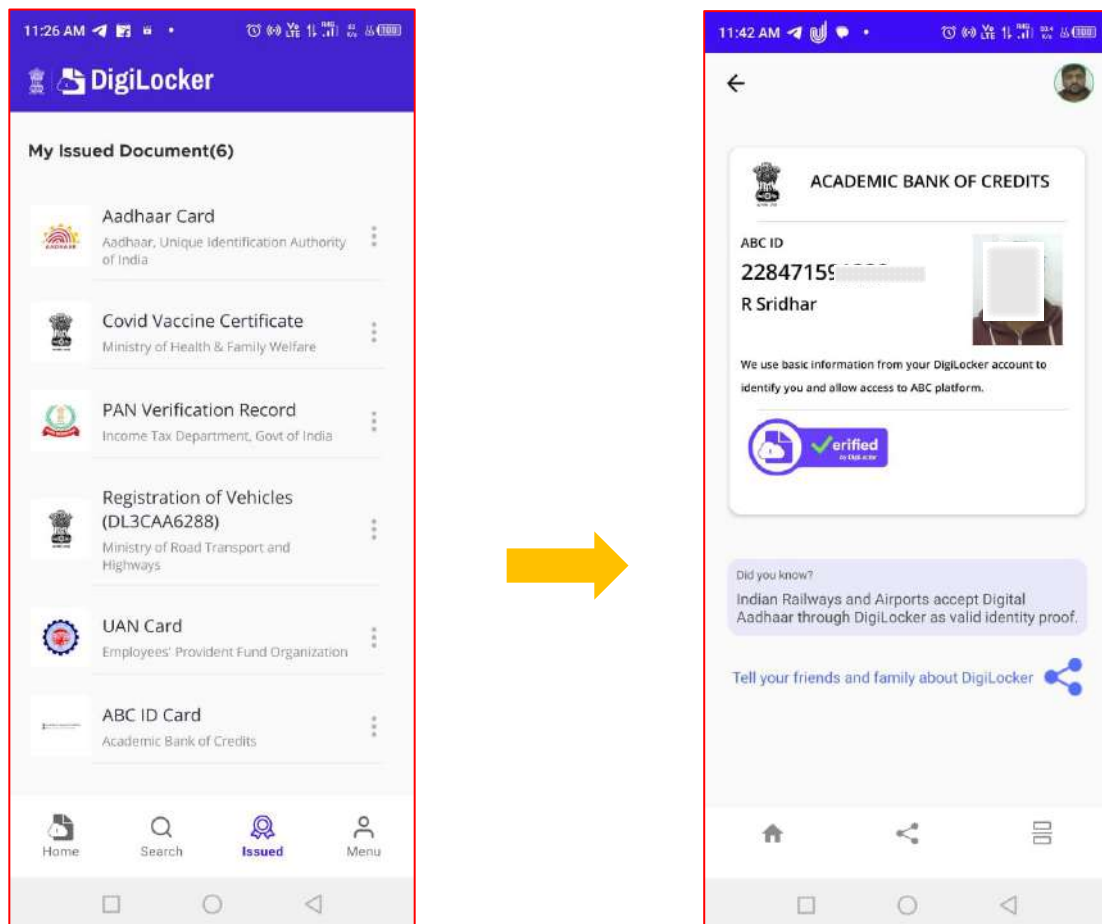 11:26 AM
DigiLocker
My Issued Document(6)
Aadhaar Card
Aadhaar, Unique Identification Authority
of India
Covid Vaccine Certificate
Ministry of Health & Family Welfare
PAN Verification Record
Income Tax Department, Govt of India
Registration of Vehicles
(DL3CAA6288)
Ministry of Road Transport and
Highways
UAN Card
Employees' Provident Fund Organization
ABC ID Card
Academic Bank of Credits
Home Search Issued Menu
11:42 AM
ACADEMIC BANK OF CREDITS
ABC ID
22847159
R Sridhar
We use basic information from your DigiLocker account to
identify you and allow access to ABC platform.
Verified
by DigiLocker
Did you know?
Indian Railways and Airports accept Digital
Aadhaar through DigiLocker as valid identity proof.
Tell your friends and family about DigiLocker